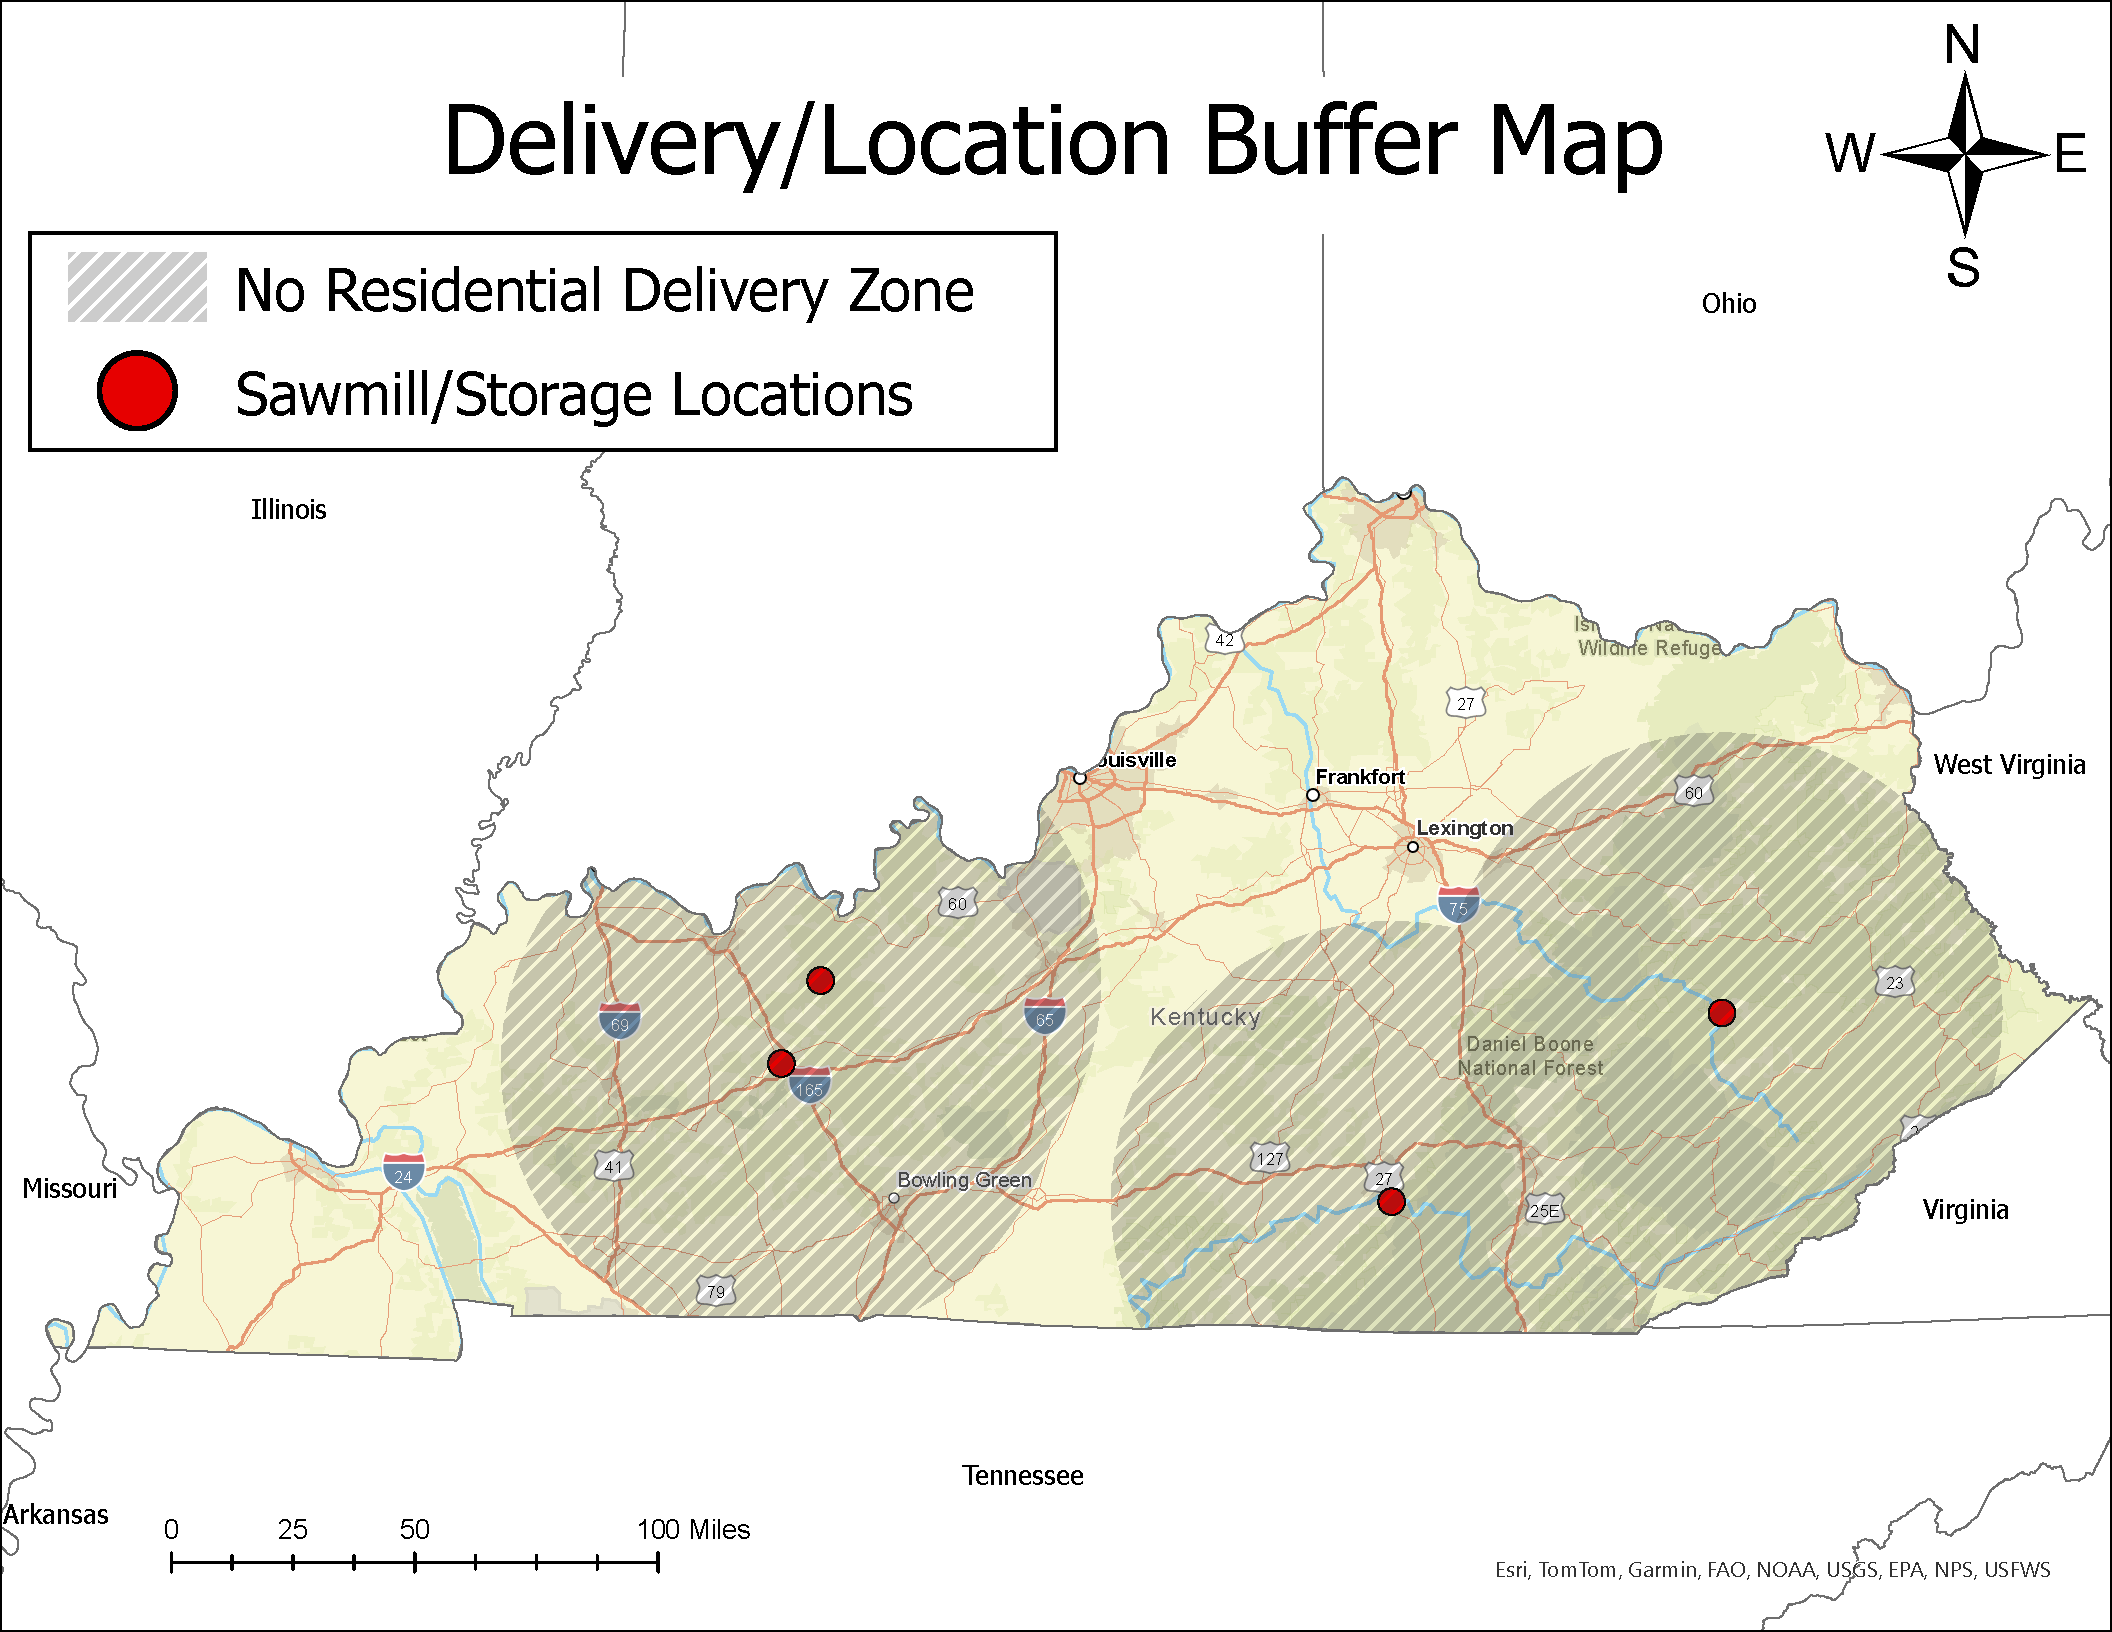 N
Delivery/Location Buffer Map
W E
S
No Residential Delivery Zone
Sawmill/Storage Locations
Ohio
Illinois
Wildlife Refuge
42
27
ouisville
Frankfort
West Virginia
60
Lexington
60
75
23
69
65
Kentucky
Daniel Boone
National Forest
165
127
41
24
27
Bowling Green
Missouri
25E
Virginia
79
Tennessee
Arkansas
0 25 50 100 Miles
Esri, TomTom, Garmin, FAO, NOAA, USGS, EPA, NPS, USFWS